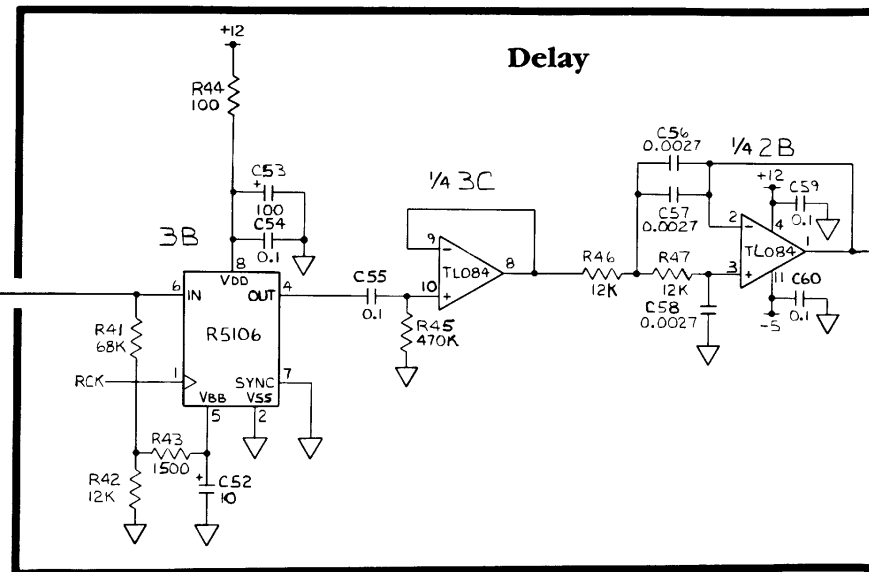 +12
Delay
R44
100
C56
0.0027
1/4 2B
C53
+
100
C54
0.1
1/4 3C
C57
0.0027
+12
C59
0.1
3B
8
VDD
9
-
2
-
4
1
6
IN
OUT
4
C55
0.1
10
+
TL084
8
R46
12K
R47
12K
3
+
TL084
11
C60
0.1
-5
R41
68K
R5106
R45
470K
C58
0.0027
RCK
1
SYNC
7
VBB
VSS
5
2
R43
1500
+
C52
10
R42
12K